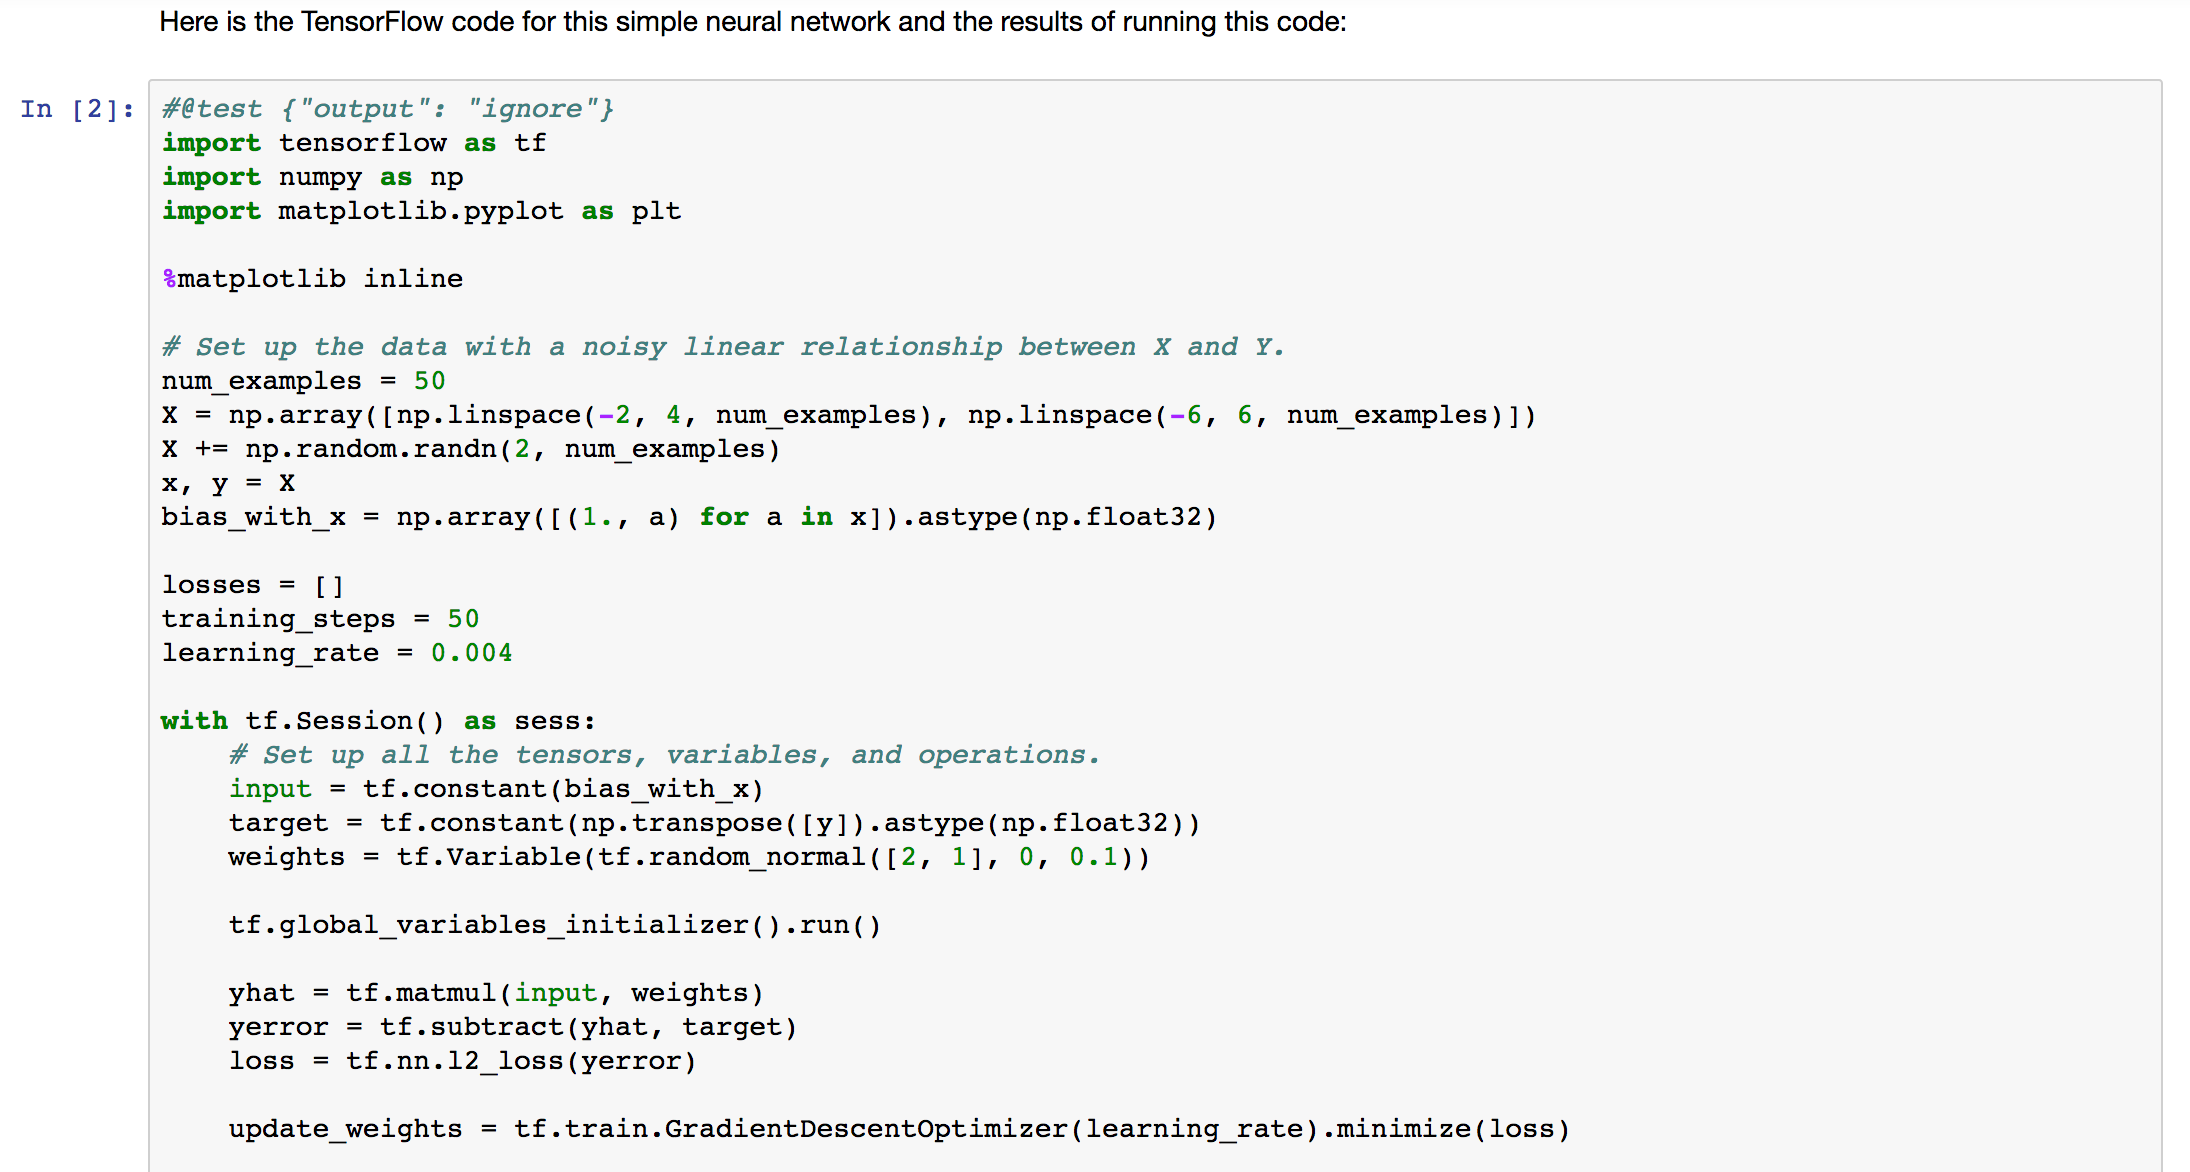 Here is the TensorFlow code for this simple neural network and the results of running this code:
In [2]:
#@test {"output": "ignore"}
import tensorflow as tf
import numpy as np
import matplotlib.pyplot as plt
%matplotlib inline
# Set up the data with a noisy linear relationship between X and Y.
num_examples = 50
X = np.array([np.linspace(-2, 4, num_examples), np.linspace(-6, 6, num_examples)])
X += np.random.randn(2, num_examples)
x, y = X
bias_with_x = np.array([(1., a) for a in x]).astype(np.float32)
losses = []
training_steps = 50
learning_rate = 0.004
with tf.Session() as sess:
    # Set up all the tensors, variables, and operations.
    input = tf.constant(bias_with_x)
    target = tf.constant(np.transpose([y]).astype(np.float32))
    weights = tf.Variable(tf.random_normal([2, 1], 0, 0.1))
    tf.global_variables_initializer().run()
    yhat = tf.matmul(input, weights)
    yerror = tf.subtract(yhat, target)
    loss = tf.nn.l2_loss(yerror)
    update_weights = tf.train.GradientDescentOptimizer(learning_rate).minimize(loss)